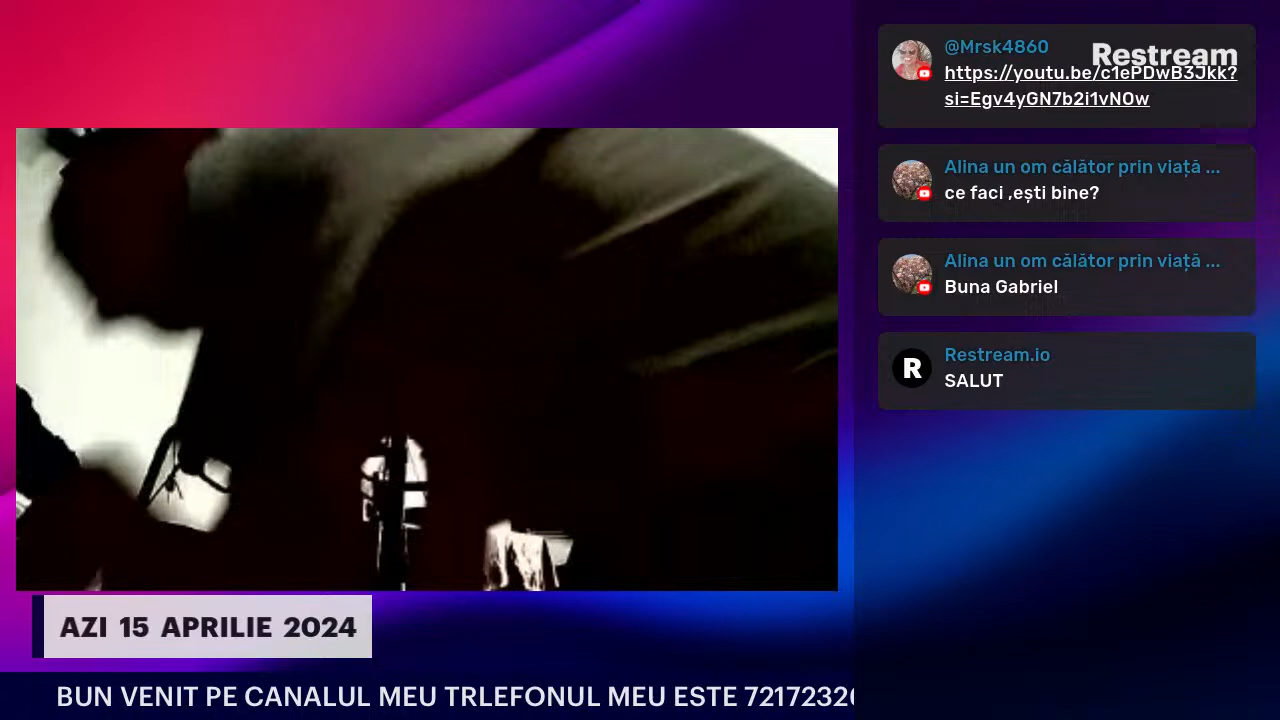 @Mrsk4860
Restream
https://youtu.be/c1ePDwB3Jkk?
si=Egv4yGN7b2i1vNOw
Alina un om călător prin viață ...
ce faci ,ești bine?
Alina un om călător prin viață ...
Buna Gabriel
R Restream.io
SALUT
AZI 15 APRILIE 2024
BUN VENIT PE CANALUL MEU TRLEFONUL MEU ESTE 7217232